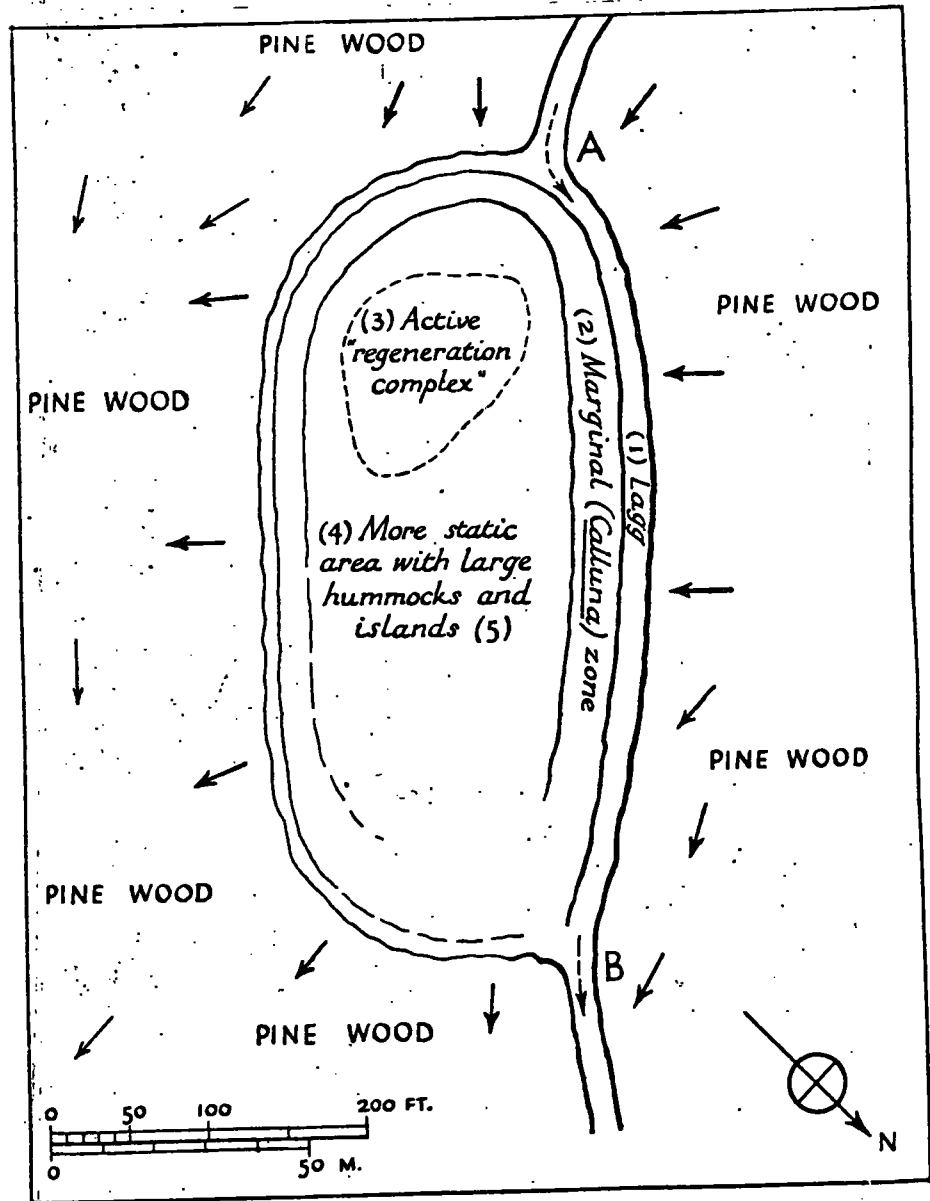 PINE WOOD
A
PINE WOOD
(3) Active
"regeneration
complex"
(2) Marginal (Calluna) zone
(1) Lagg
PINE WOOD
(4) More static
area with large
hummocks and
islands (5)
PINE WOOD
PINE WOOD
B
PINE WOOD
0 50 100 200 FT.
0 50 M.
N